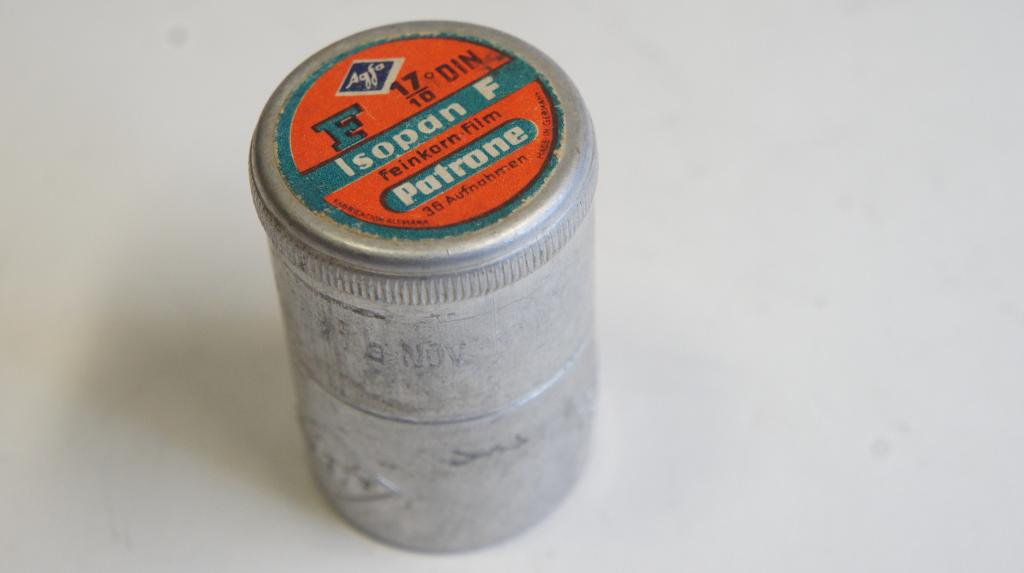 Agfa
17/10° DIN
F
Isopan F
Feinkorn-Film
Patrone
36 Aufnahmen
FABRICACION ALEMANA
MADE IN GERMANY
NOV